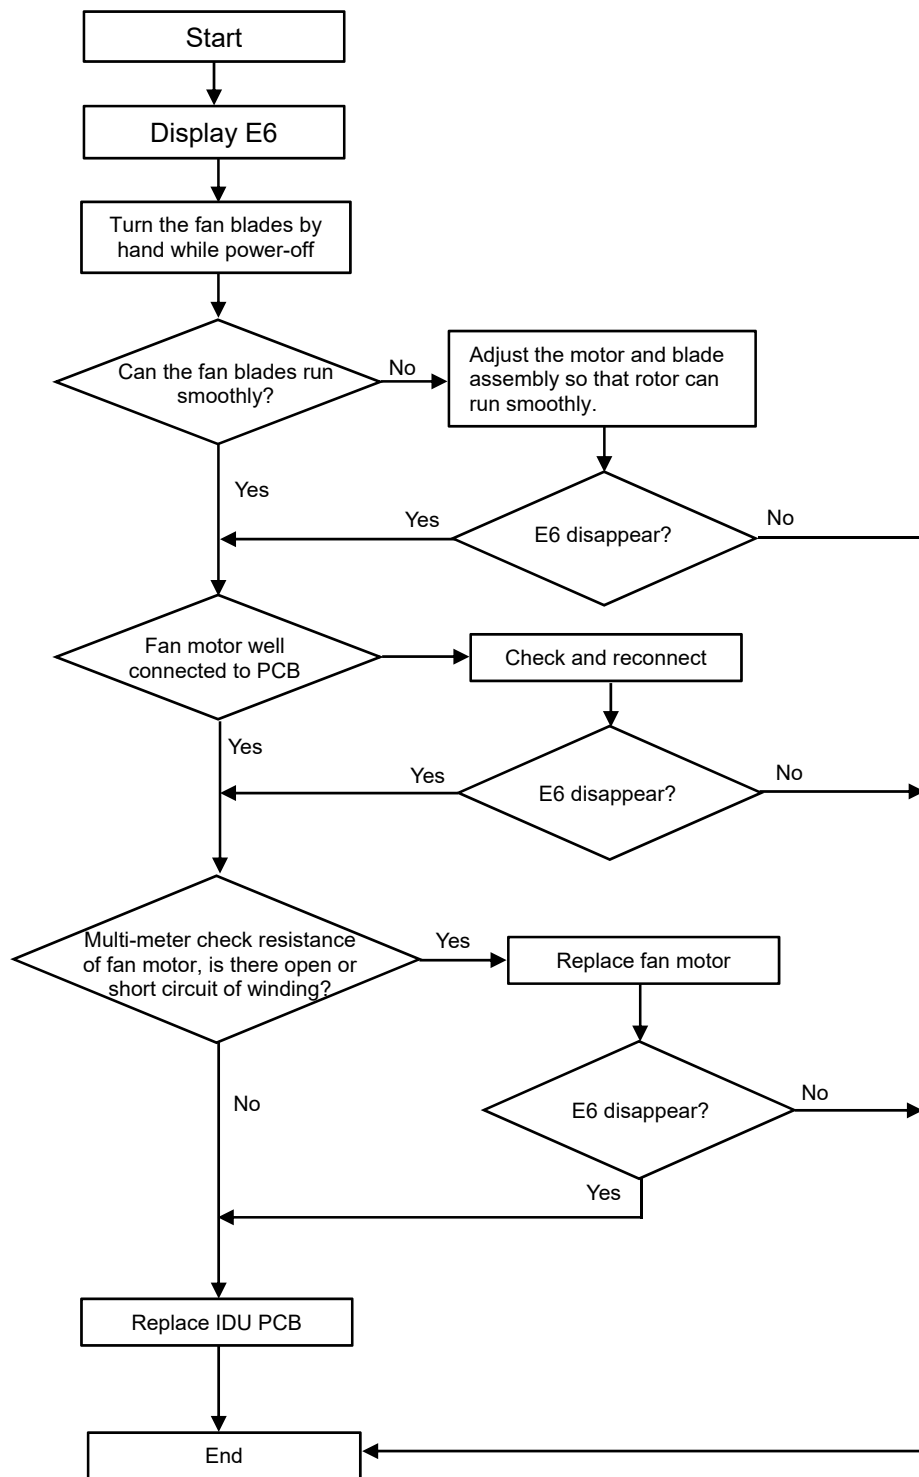 Start
Display E6
Turn the fan blades by
hand while power-off
Can the fan blades run
smoothly?
No
Adjust the motor and blade
assembly so that rotor can
run smoothly.
Yes
Yes
E6 disappear?
No
Fan motor well
connected to PCB
Check and reconnect
Yes
Yes
E6 disappear?
No
Multi-meter check resistance
of fan motor, is there open or
short circuit of winding?
Yes
Replace fan motor
No
E6 disappear?
No
Yes
Replace IDU PCB
End